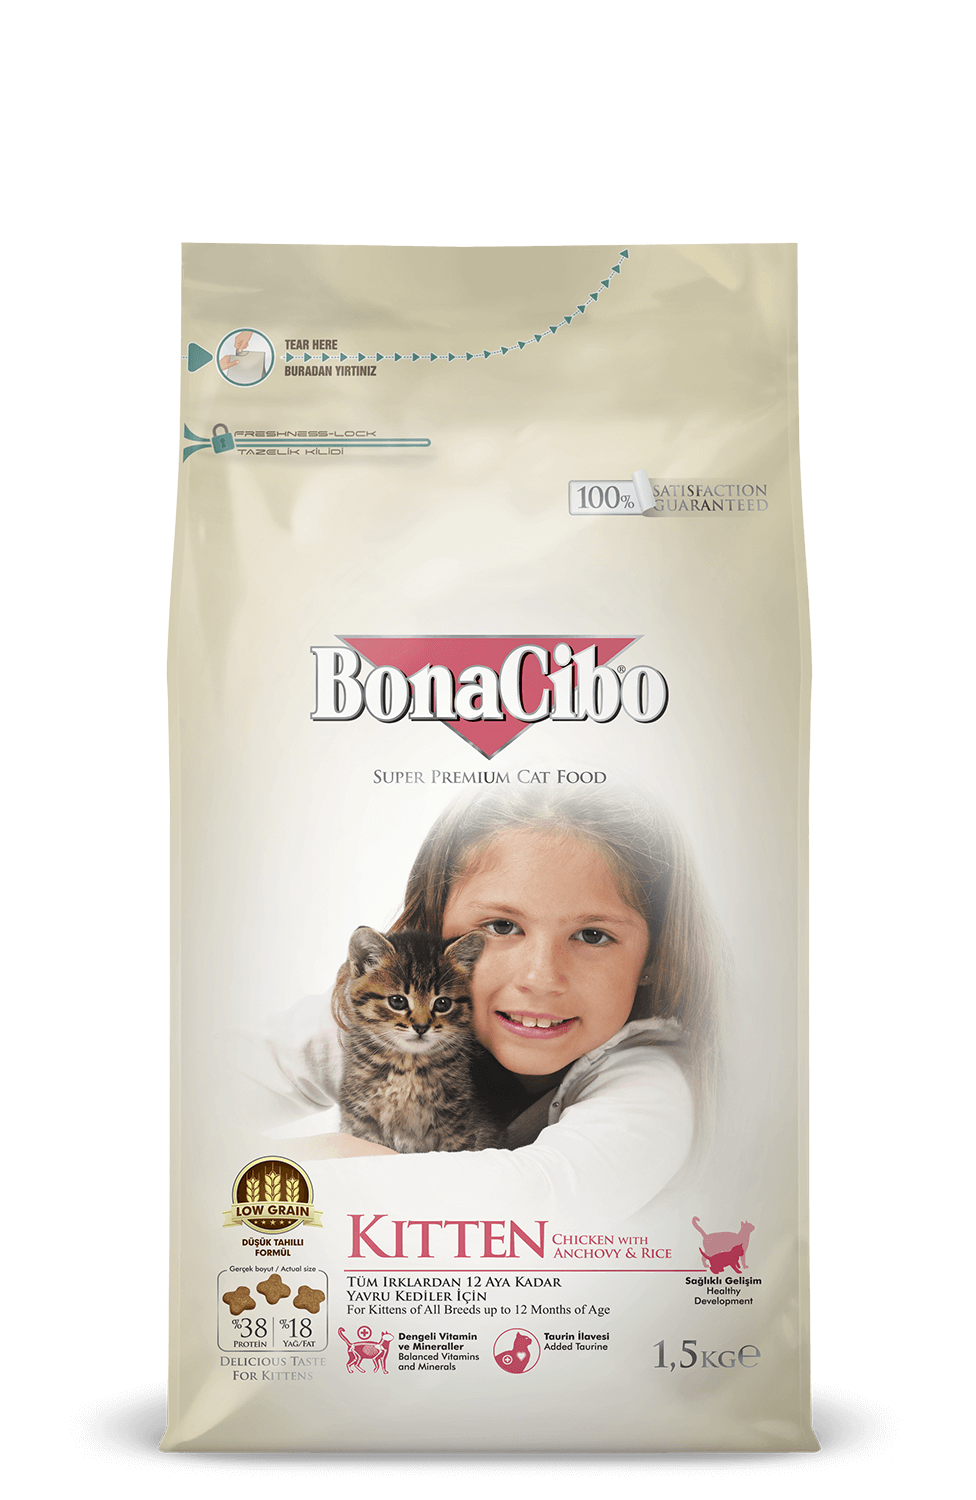 TEAR HERE
BURADAN YIRTINIZ
FRESHNESS-LOCK
TAZELİK KİLİDİ
100% SATISFACTION
GUARANTEED
BonaCibo®
SUPER PREMIUM CAT FOOD
LOW GRAIN
DÜŞÜK TAHILLI
FORMÜL
Gerçek boyut / Actual size
%38 PROTEIN
%18 YAĞ/FAT
DELICIOUS TASTE
FOR KITTENS
KITTEN
CHICKEN WITH
ANCHOVY & RICE
TÜM IRKLARDAN 12 AYA KADAR
YAVRU KEDİLER İÇİN
For Kittens of All Breeds up to 12 Months of Age
Dengeli Vitamin
ve Mineraller
Balanced Vitamins
and Minerals
Taurin İlavesi
Added Taurine
Sağlıklı Gelişim
Healthy
Development
1,5KG℮